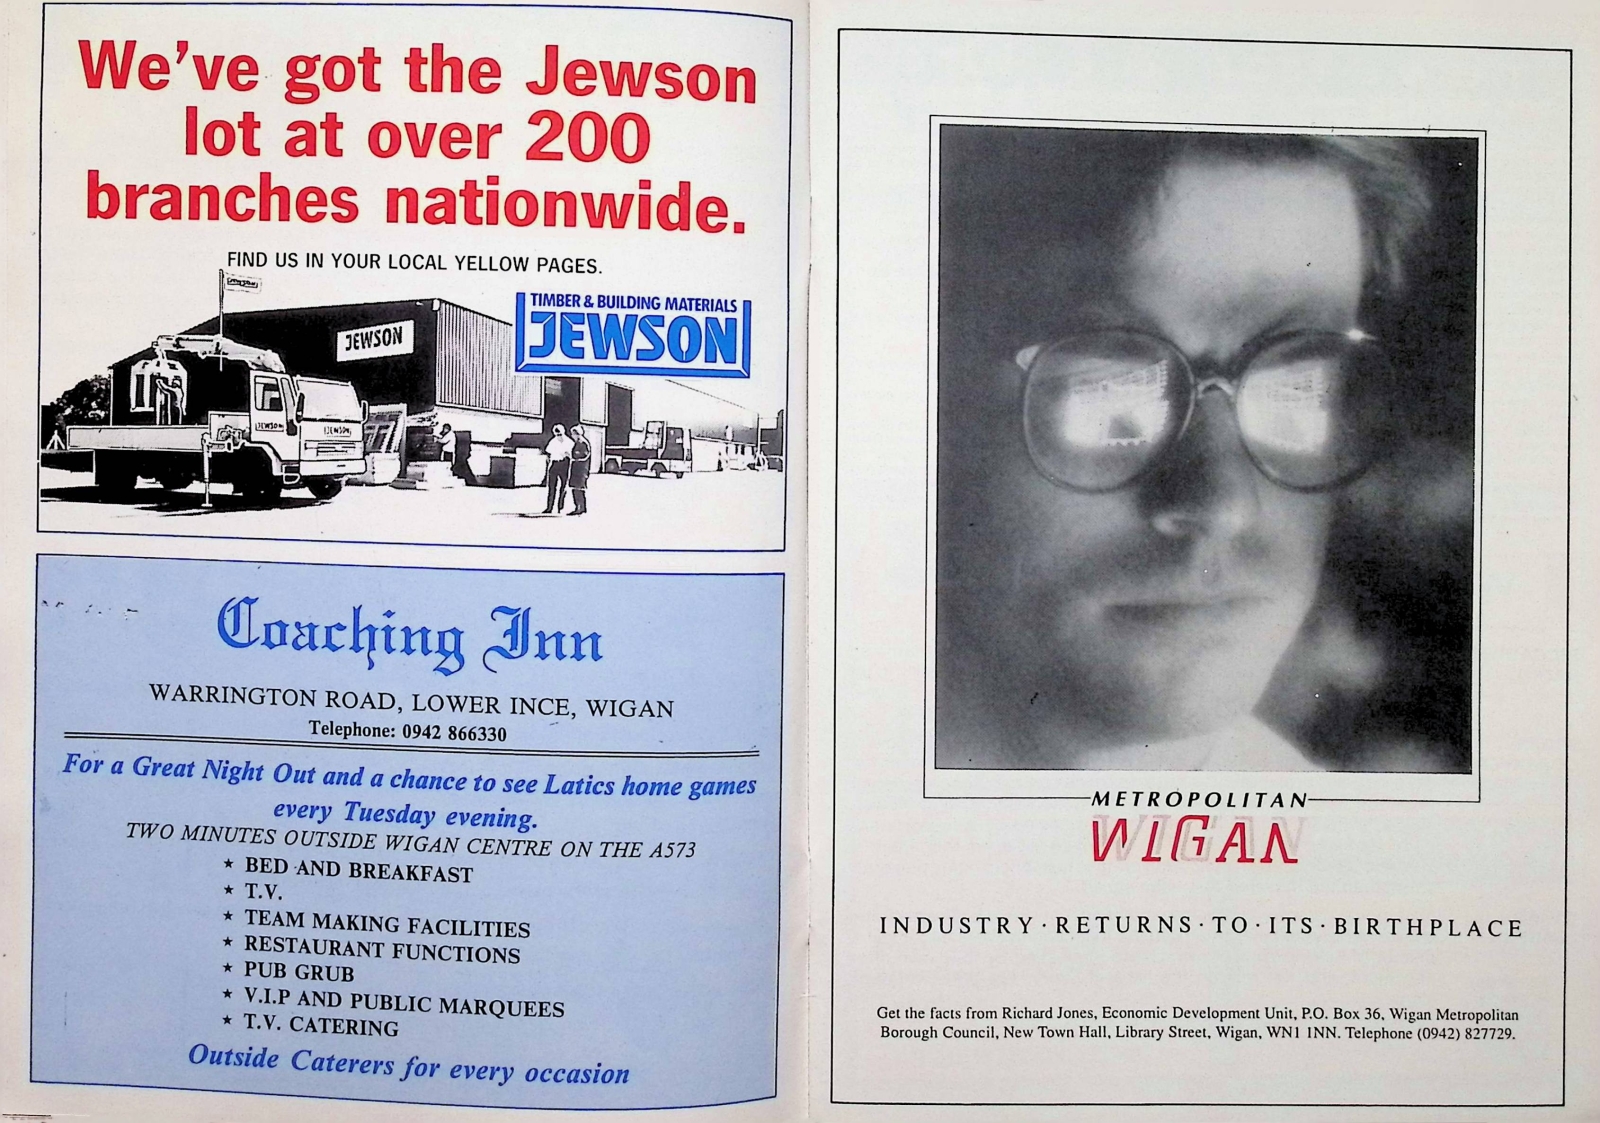 We've got the Jewson
lot at over 200
branches nationwide.
FIND US IN YOUR LOCAL YELLOW PAGES.
TIMBER & BUILDING MATERIALS
JEWSON
JEWSON
JEWSON
JEWSON
Coaching Inn
WARRINGTON ROAD, LOWER INCE, WIGAN
Telephone: 0942 866330
For a Great Night Out and a chance to see Latics home games
every Tuesday evening.
TWO MINUTES OUTSIDE WIGAN CENTRE ON THE A573
★ BED AND BREAKFAST
★ T.V.
★ TEAM MAKING FACILITIES
★ RESTAURANT FUNCTIONS
★ PUB GRUB
★ V.I.P AND PUBLIC MARQUEES
★ T.V. CATERING
Outside Caterers for every occasion
METROPOLITAN
WIGAN
INDUSTRY · RETURNS · TO · ITS · BIRTHPLACE
Get the facts from Richard Jones, Economic Development Unit, P.O. Box 36, Wigan Metropolitan
Borough Council, New Town Hall, Library Street, Wigan, WN1 1NN. Telephone (0942) 827729.